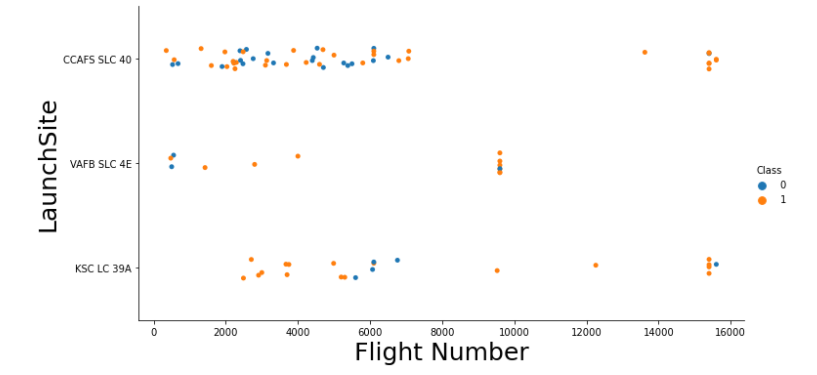 CCAFS SLC 40
VAFB SLC 4E
KSC LC 39A
LaunchSite
0 2000 4000 6000 8000 10000 12000 14000 16000
Flight Number
Class
0
1